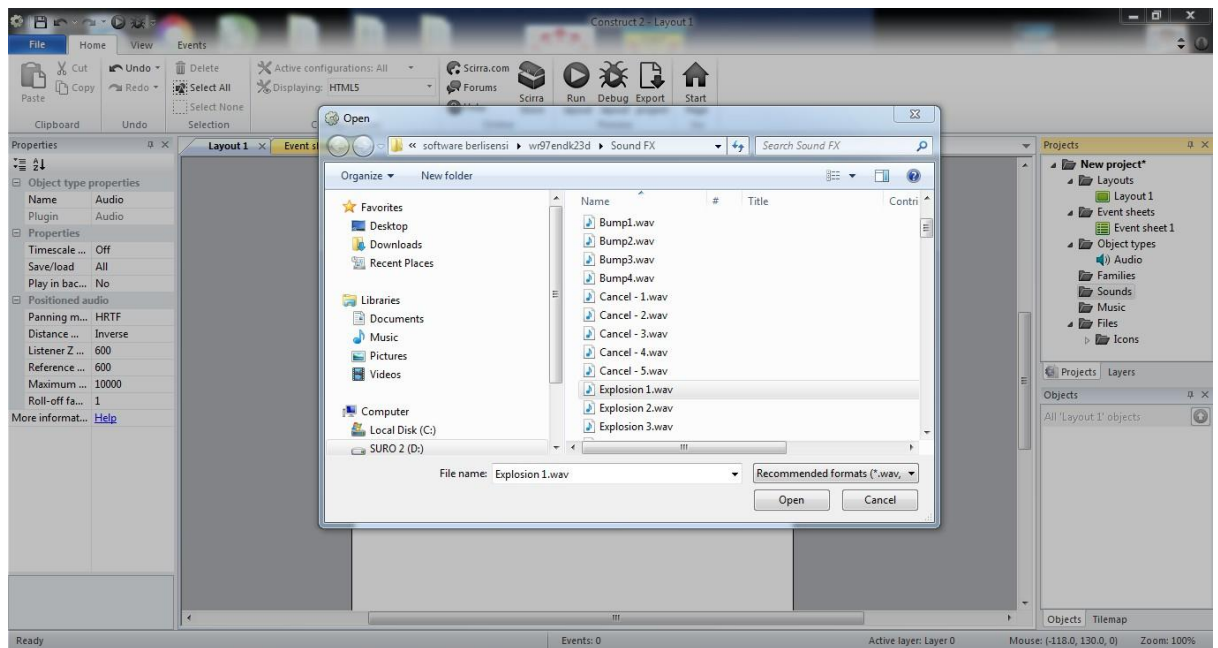 Construct 2 - Layout 1
File Home View Events
Paste
Cut
Copy
Clipboard
Undo
Redo
Undo
Delete
Select All
Select None
Selection
Active configurations: All
Displaying: HTML5
Scirra.com
Forums
Scirra
Run Debug Export Start
Properties
Object type properties
Name Audio
Plugin Audio
Properties
Timescale ... Off
Save/load All
Play in bac... No
Positioned audio
Panning m... HRTF
Distance ... Inverse
Listener Z ... 600
Reference ... 600
Maximum ... 10000
Roll-off fa... 1
More informat... Help
Layout 1 Event s
Open
« software berlisensi wr97endk23d Sound FX
Search Sound FX
Organize New folder
Favorites
Desktop
Downloads
Recent Places
Libraries
Documents
Music
Pictures
Videos
Computer
Local Disk (C:)
SURO 2 (D:)
Name # Title Contri
Bump1.wav
Bump2.wav
Bump3.wav
Bump4.wav
Cancel - 1.wav
Cancel - 2.wav
Cancel - 3.wav
Cancel - 4.wav
Cancel - 5.wav
Explosion 1.wav
Explosion 2.wav
Explosion 3.wav
File name: Explosion 1.wav
Recommended formats (*.wav,
Open Cancel
Projects
New project*
Layouts
Layout 1
Event sheets
Event sheet 1
Object types
Audio
Families
Sounds
Music
Files
Icons
Projects Layers
Objects
All 'Layout 1' objects
Objects Tilemap
Ready
Events: 0
Active layer: Layer 0
Mouse: (-118.0, 130.0, 0)
Zoom: 100%